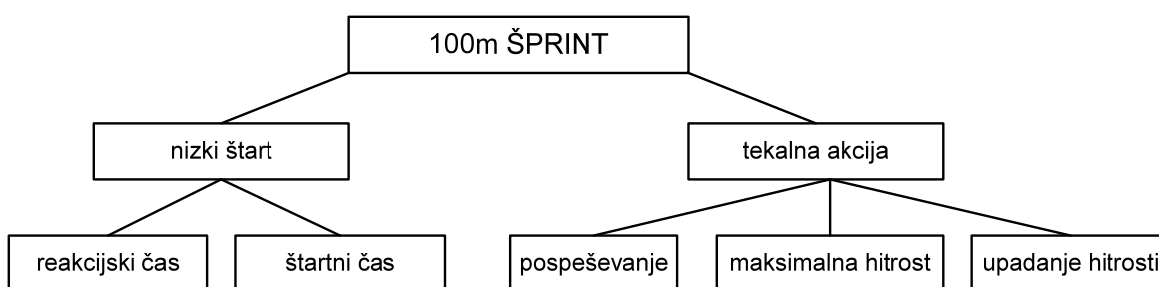 100m ŠPRINT
nizki štart
tekalna akcija
reakcijski čas
štartni čas
pospeševanje
maksimalna hitrost
upadanje hitrosti